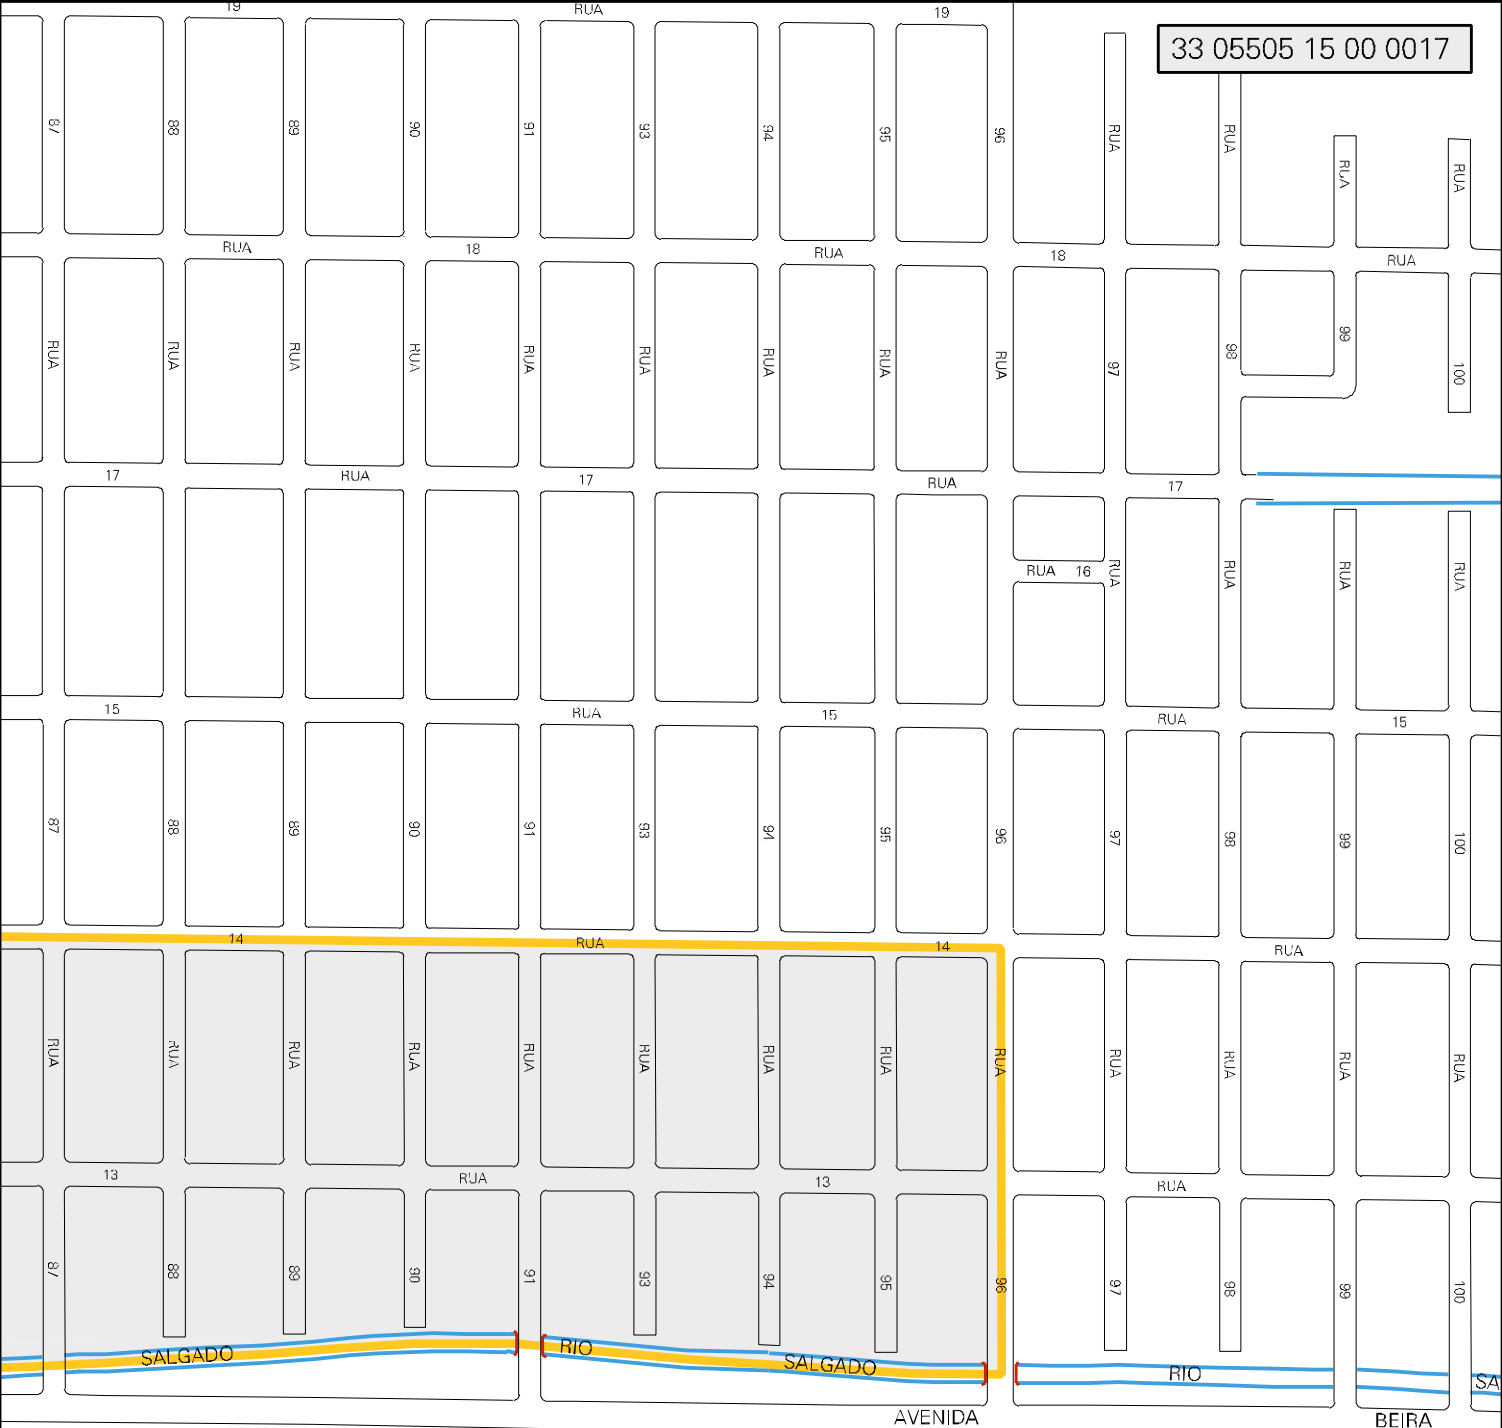 19 RUA 19
33 05505 15 00 0017
87 88 89 90 91 93 94 95 96 RUA RUA RUA RUA
RUA 18 RUA 18 RUA
RUA RUA RUA RUA RUA RUA RUA RUA RUA 97 98 99 100
17 RUA 17 RUA 17
RUA 16 RUA RUA RUA RUA
15 RUA 15 RUA 15
87 88 89 90 91 93 94 95 96 97 98 99 100
14 RUA 14 RUA
RUA RUA RUA RUA RUA RUA RUA RUA RUA RUA RUA RUA RUA
13 RUA 13 RUA
87 88 89 90 91 93 94 95 96 97 98 99 100
SALGADO RIO SALGADO RIO SA
AVENIDA BEIRA